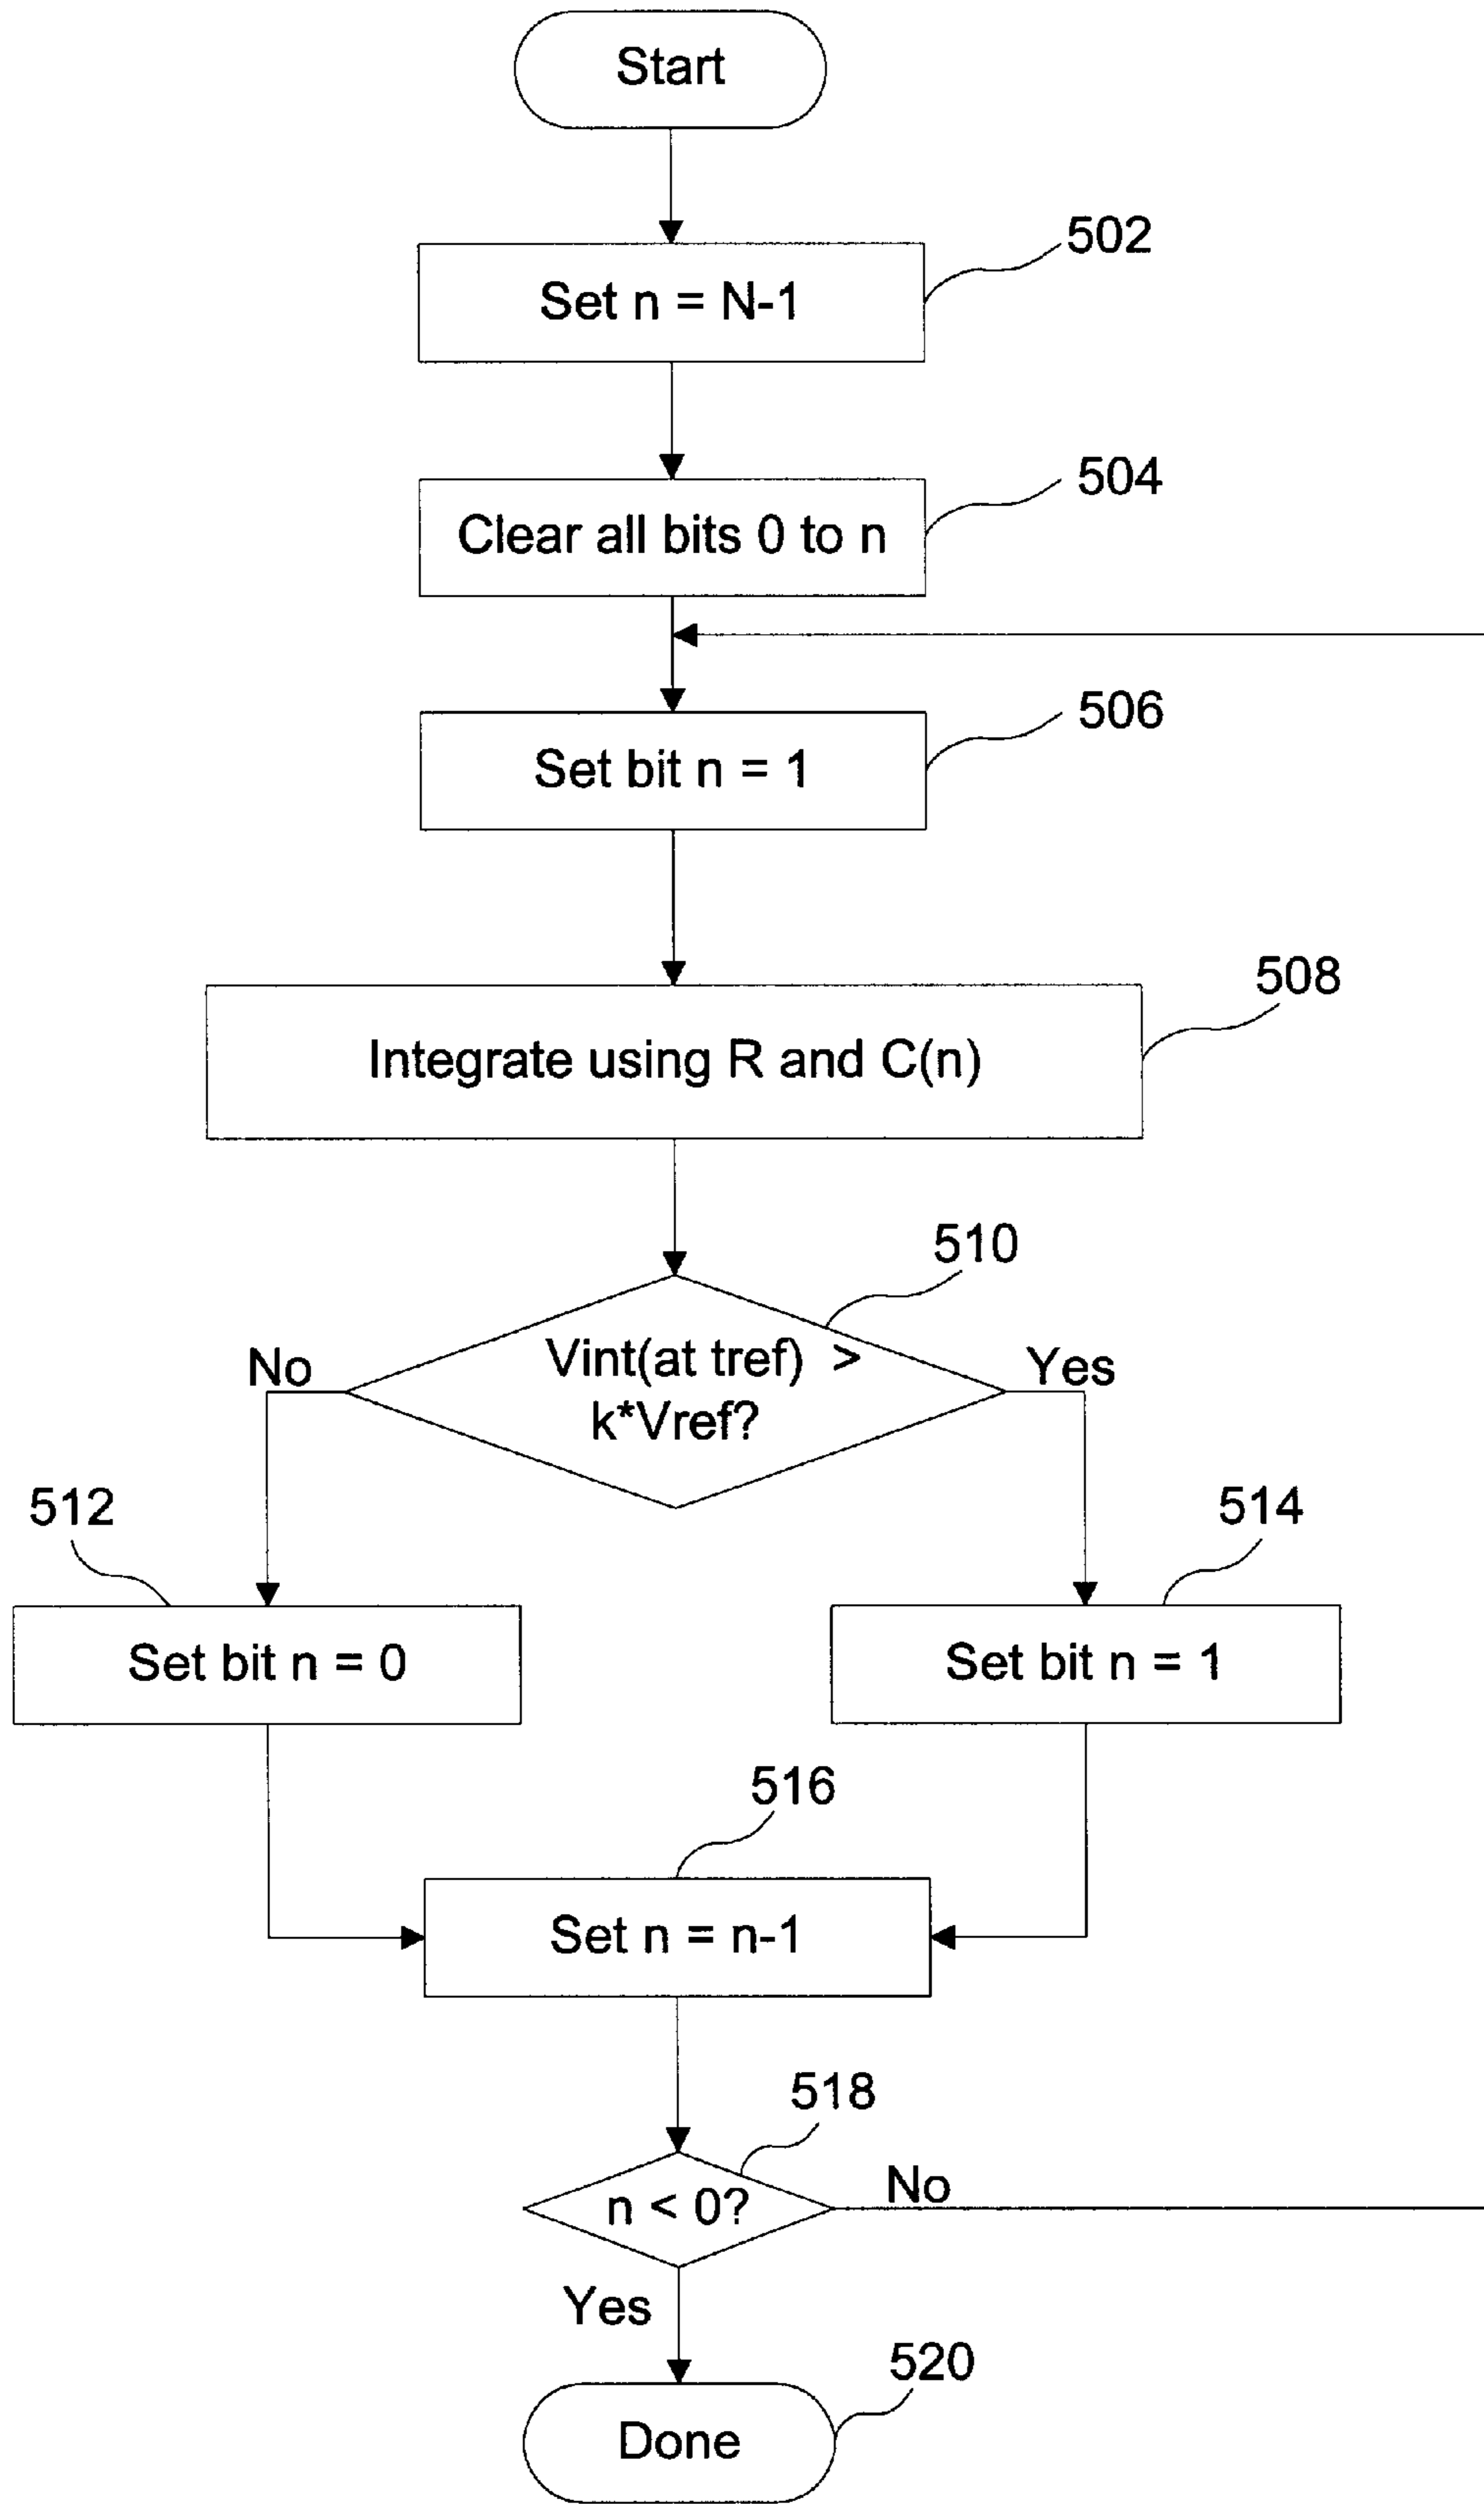 Start
502
Set n = N-1
504
Clear all bits 0 to n
506
Set bit n = 1
508
Integrate using R and C(n)
510
No
Vint(at tref) >
k*Vref?
Yes
512
514
Set bit n = 0
Set bit n = 1
516
Set n = n-1
518
n < 0?
No
Yes
520
Done